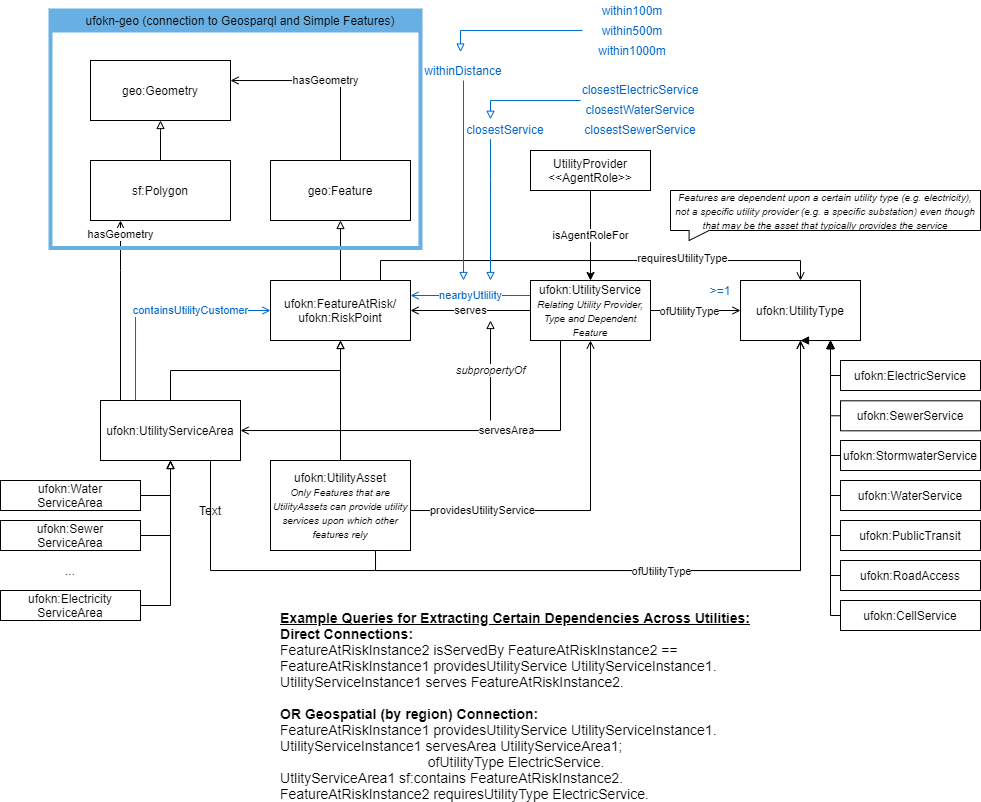 ufokn-geo (connection to Geosparql and Simple Features)
within100m
within500m
within1000m
withinDistance
geo:Geometry
hasGeometry
closestElectricService
closestWaterService
closestSewerService
closestService
sf:Polygon
geo:Feature
UtilityProvider
<<AgentRole>>
Features are dependent upon a certain utility type (e.g. electricity),
not a specific utility provider (e.g. a specific substation) even though
that may be the asset that typically provides the service
hasGeometry
isAgentRoleFor
requiresUtilityType
containsUtilityCustomer
ufokn:FeatureAtRisk/
ufokn:RiskPoint
nearbyUtlility
serves
ufokn:UtilityService
Relating Utility Provider,
Type and Dependent
Feature
>=1
ofUtilityType
ufokn:UtilityType
subpropertyOf
ufokn:ElectricService
ufokn:SewerService
ufokn:StormwaterService
ufokn:WaterService
ufokn:PublicTransit
ufokn:RoadAccess
ufokn:CellService
ufokn:UtilityServiceArea
servesArea
ufokn:Water
ServiceArea
ufokn:Sewer
ServiceArea
...
ufokn:Electricity
ServiceArea
Text
ufokn:UtilityAsset
Only Features that are
UtilityAssets can provide utility
services upon which other
features rely
providesUtilityService
ofUtilityType
Example Queries for Extracting Certain Dependencies Across Utilities:
Direct Connections:
FeatureAtRiskInstance2 isServedBy FeatureAtRiskInstance2 ==
FeatureAtRiskInstance1 providesUtilityService UtilityServiceInstance1.
UtilityServiceInstance1 serves FeatureAtRiskInstance2.
OR Geospatial (by region) Connection:
FeatureAtRiskInstance1 providesUtilityService UtilityServiceInstance1.
UtilityServiceInstance1 servesArea UtilityServiceArea1;
ofUtilityType ElectricService.
UtlityServiceArea1 sf:contains FeatureAtRiskInstance2.
FeatureAtRiskInstance2 requiresUtilityType ElectricService.